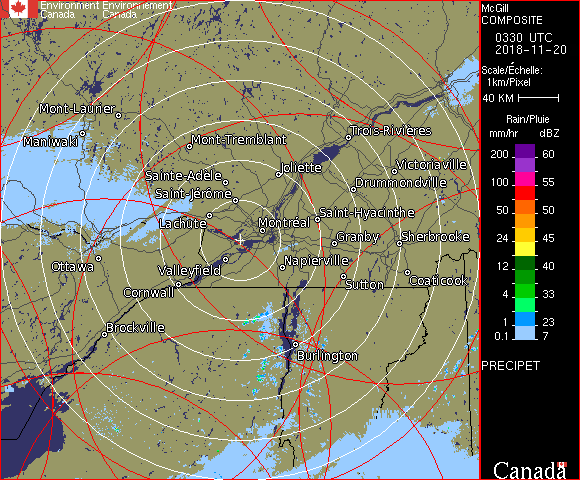 Environment Environnement
Canada Canada
McGill
COMPOSITE
0330 UTC
2018-11-20
Scale/Échelle:
1km/Pixel
40 KM
Rain/Pluie
mm/hr dBZ
200 60
100 55
50 50
24 45
12 40
4 33
1 23
0.1 7
PRECIPET
Canada
Mont-Laurier
Maniwaki
Mont-Tremblant
Trois-Rivières
Sainte-Adèle
Joliette
Victoriaville
Saint-Jérôme
Drummondville
Lachute
Montréal
Saint-Hyacinthe
Granby
Sherbrooke
Ottawa
Valleyfield
Napierville
Cornwall
Sutton
Coaticook
Brockville
Burlington